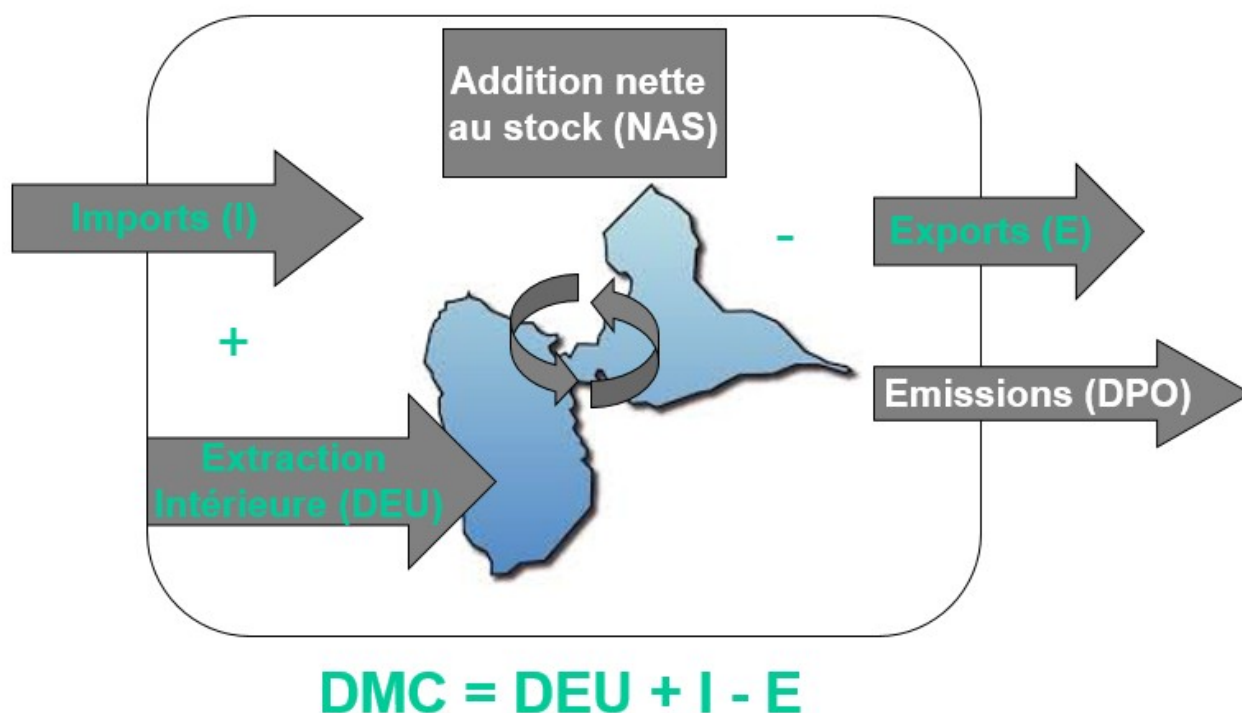 Addition nette
au stock (NAS)
Imports (I)
-
Exports (E)
+
Emissions (DPO)
Extraction
Intérieure (DEU)
DMC = DEU + I - E